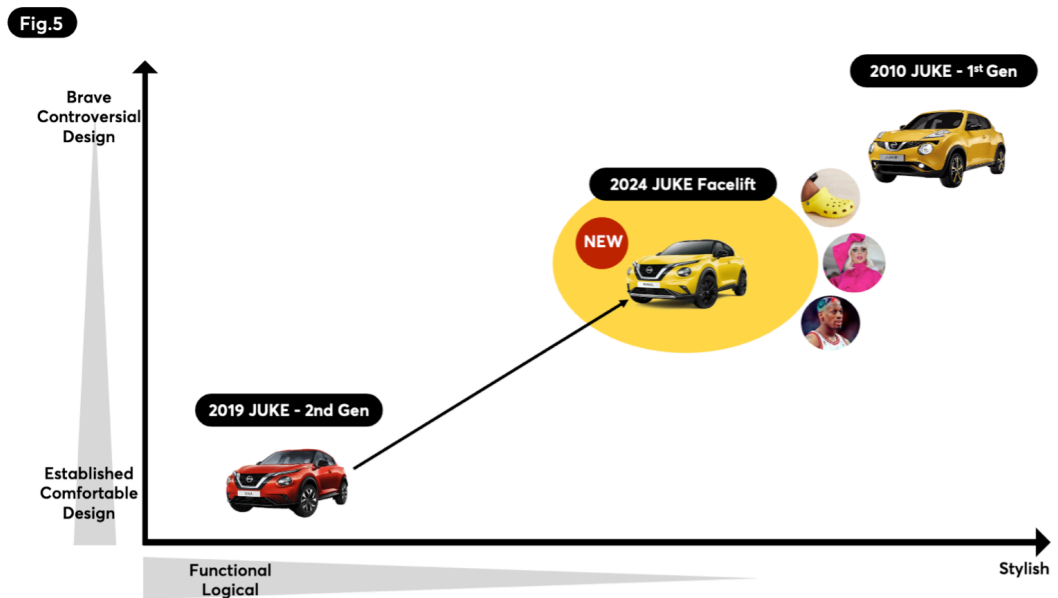 Fig.5
2010 JUKE - 1st Gen
Brave
Controversial
Design
2024 JUKE Facelift
NEW
2019 JUKE - 2nd Gen
Established
Comfortable
Design
Functional
Logical
Stylish